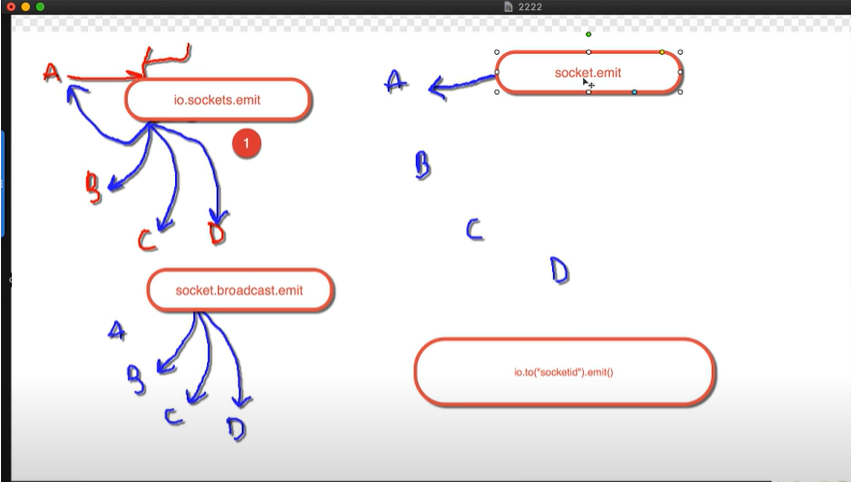 2222
A
io.sockets.emit
1
B
C
D
socket.broadcast.emit
A
B
C
D
socket.emit
A
B
C
D
io.to("socketid").emit()